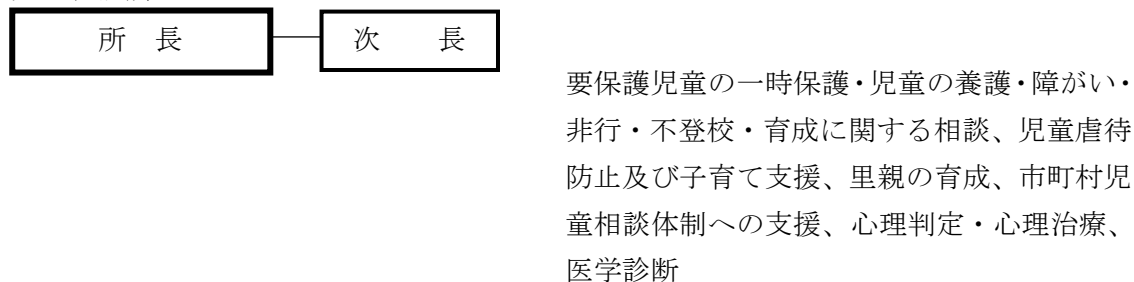 所　長　次　　長
要保護児童の一時保護・児童の養護・障がい・
非行・不登校・育成に関する相談、児童虐待
防止及び子育て支援、里親の育成、市町村児
童相談体制への支援、心理判定・心理治療、
医学診断